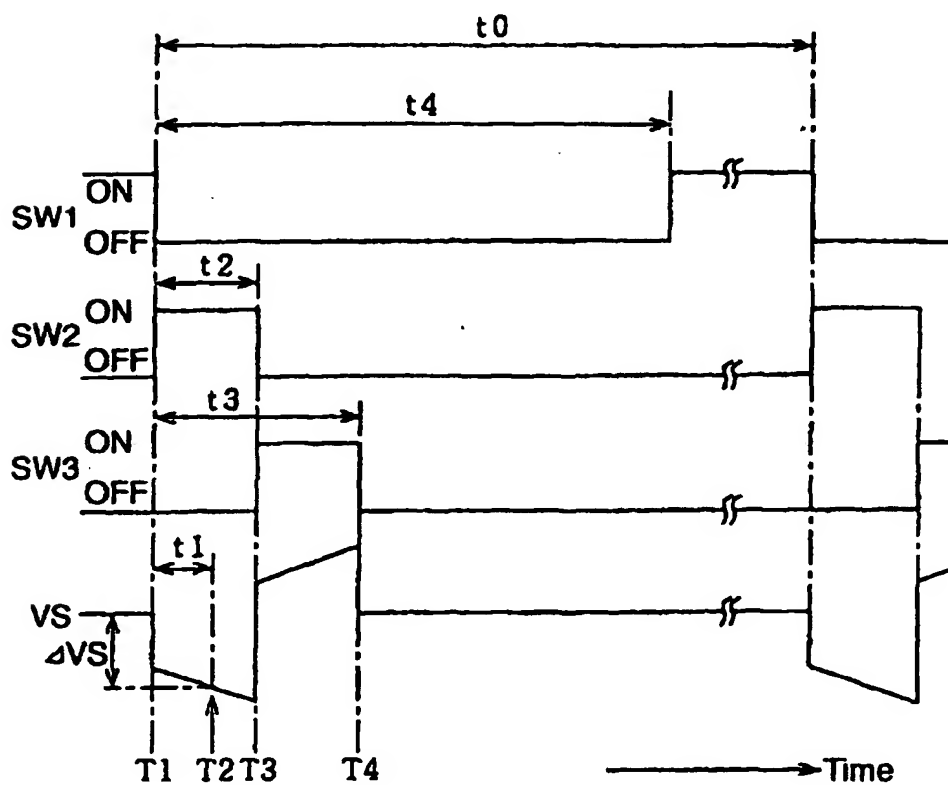 t0
t4
ON
SW1
OFF
t2
ON
SW2
OFF
t3
ON
SW3
OFF
t1
VS
⊿VS
T1 T2 T3 T4 Time